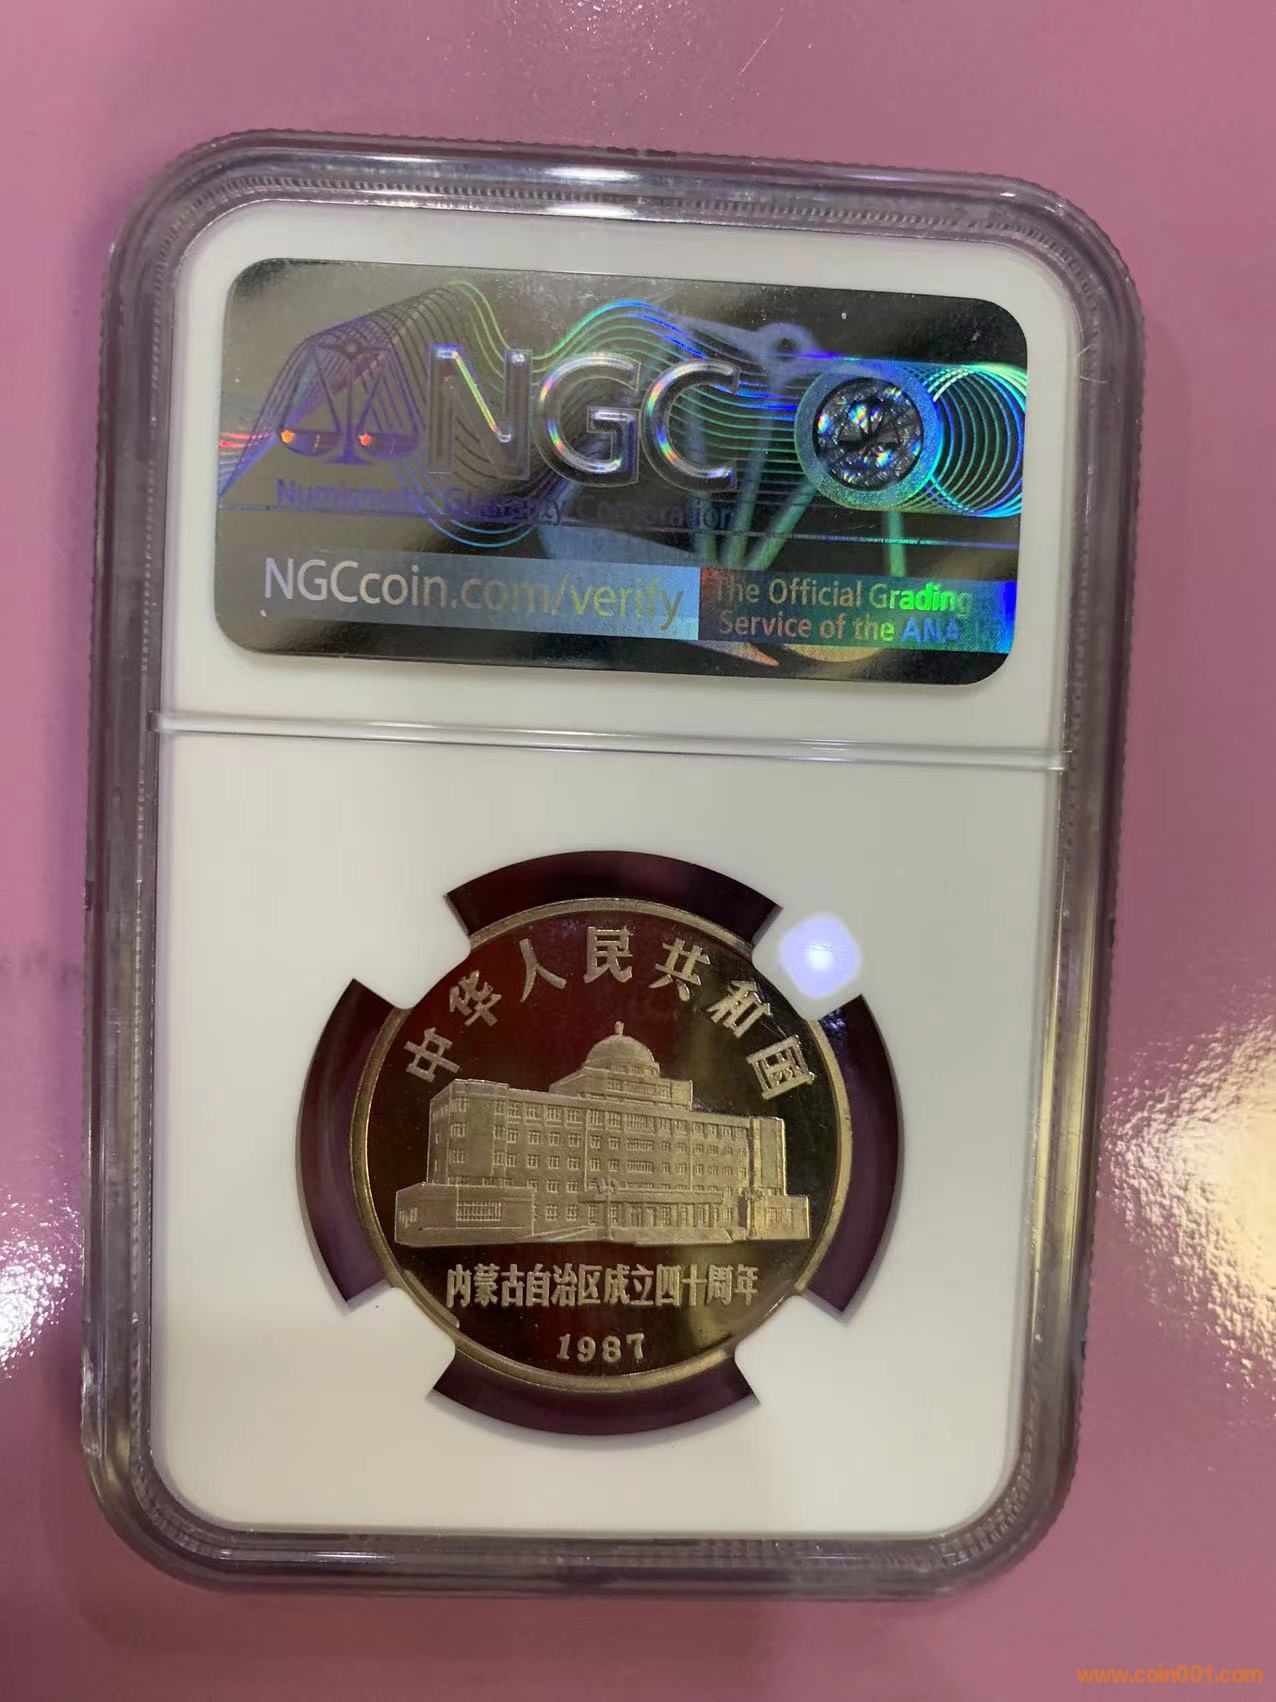 NGC
Numismatic Guaranty Corporation
NGCcoin.com/verify
The Official Grading
Service of the ANA
中华人民共和国
内蒙古自治区成立四十周年
1987
www.coin001.com